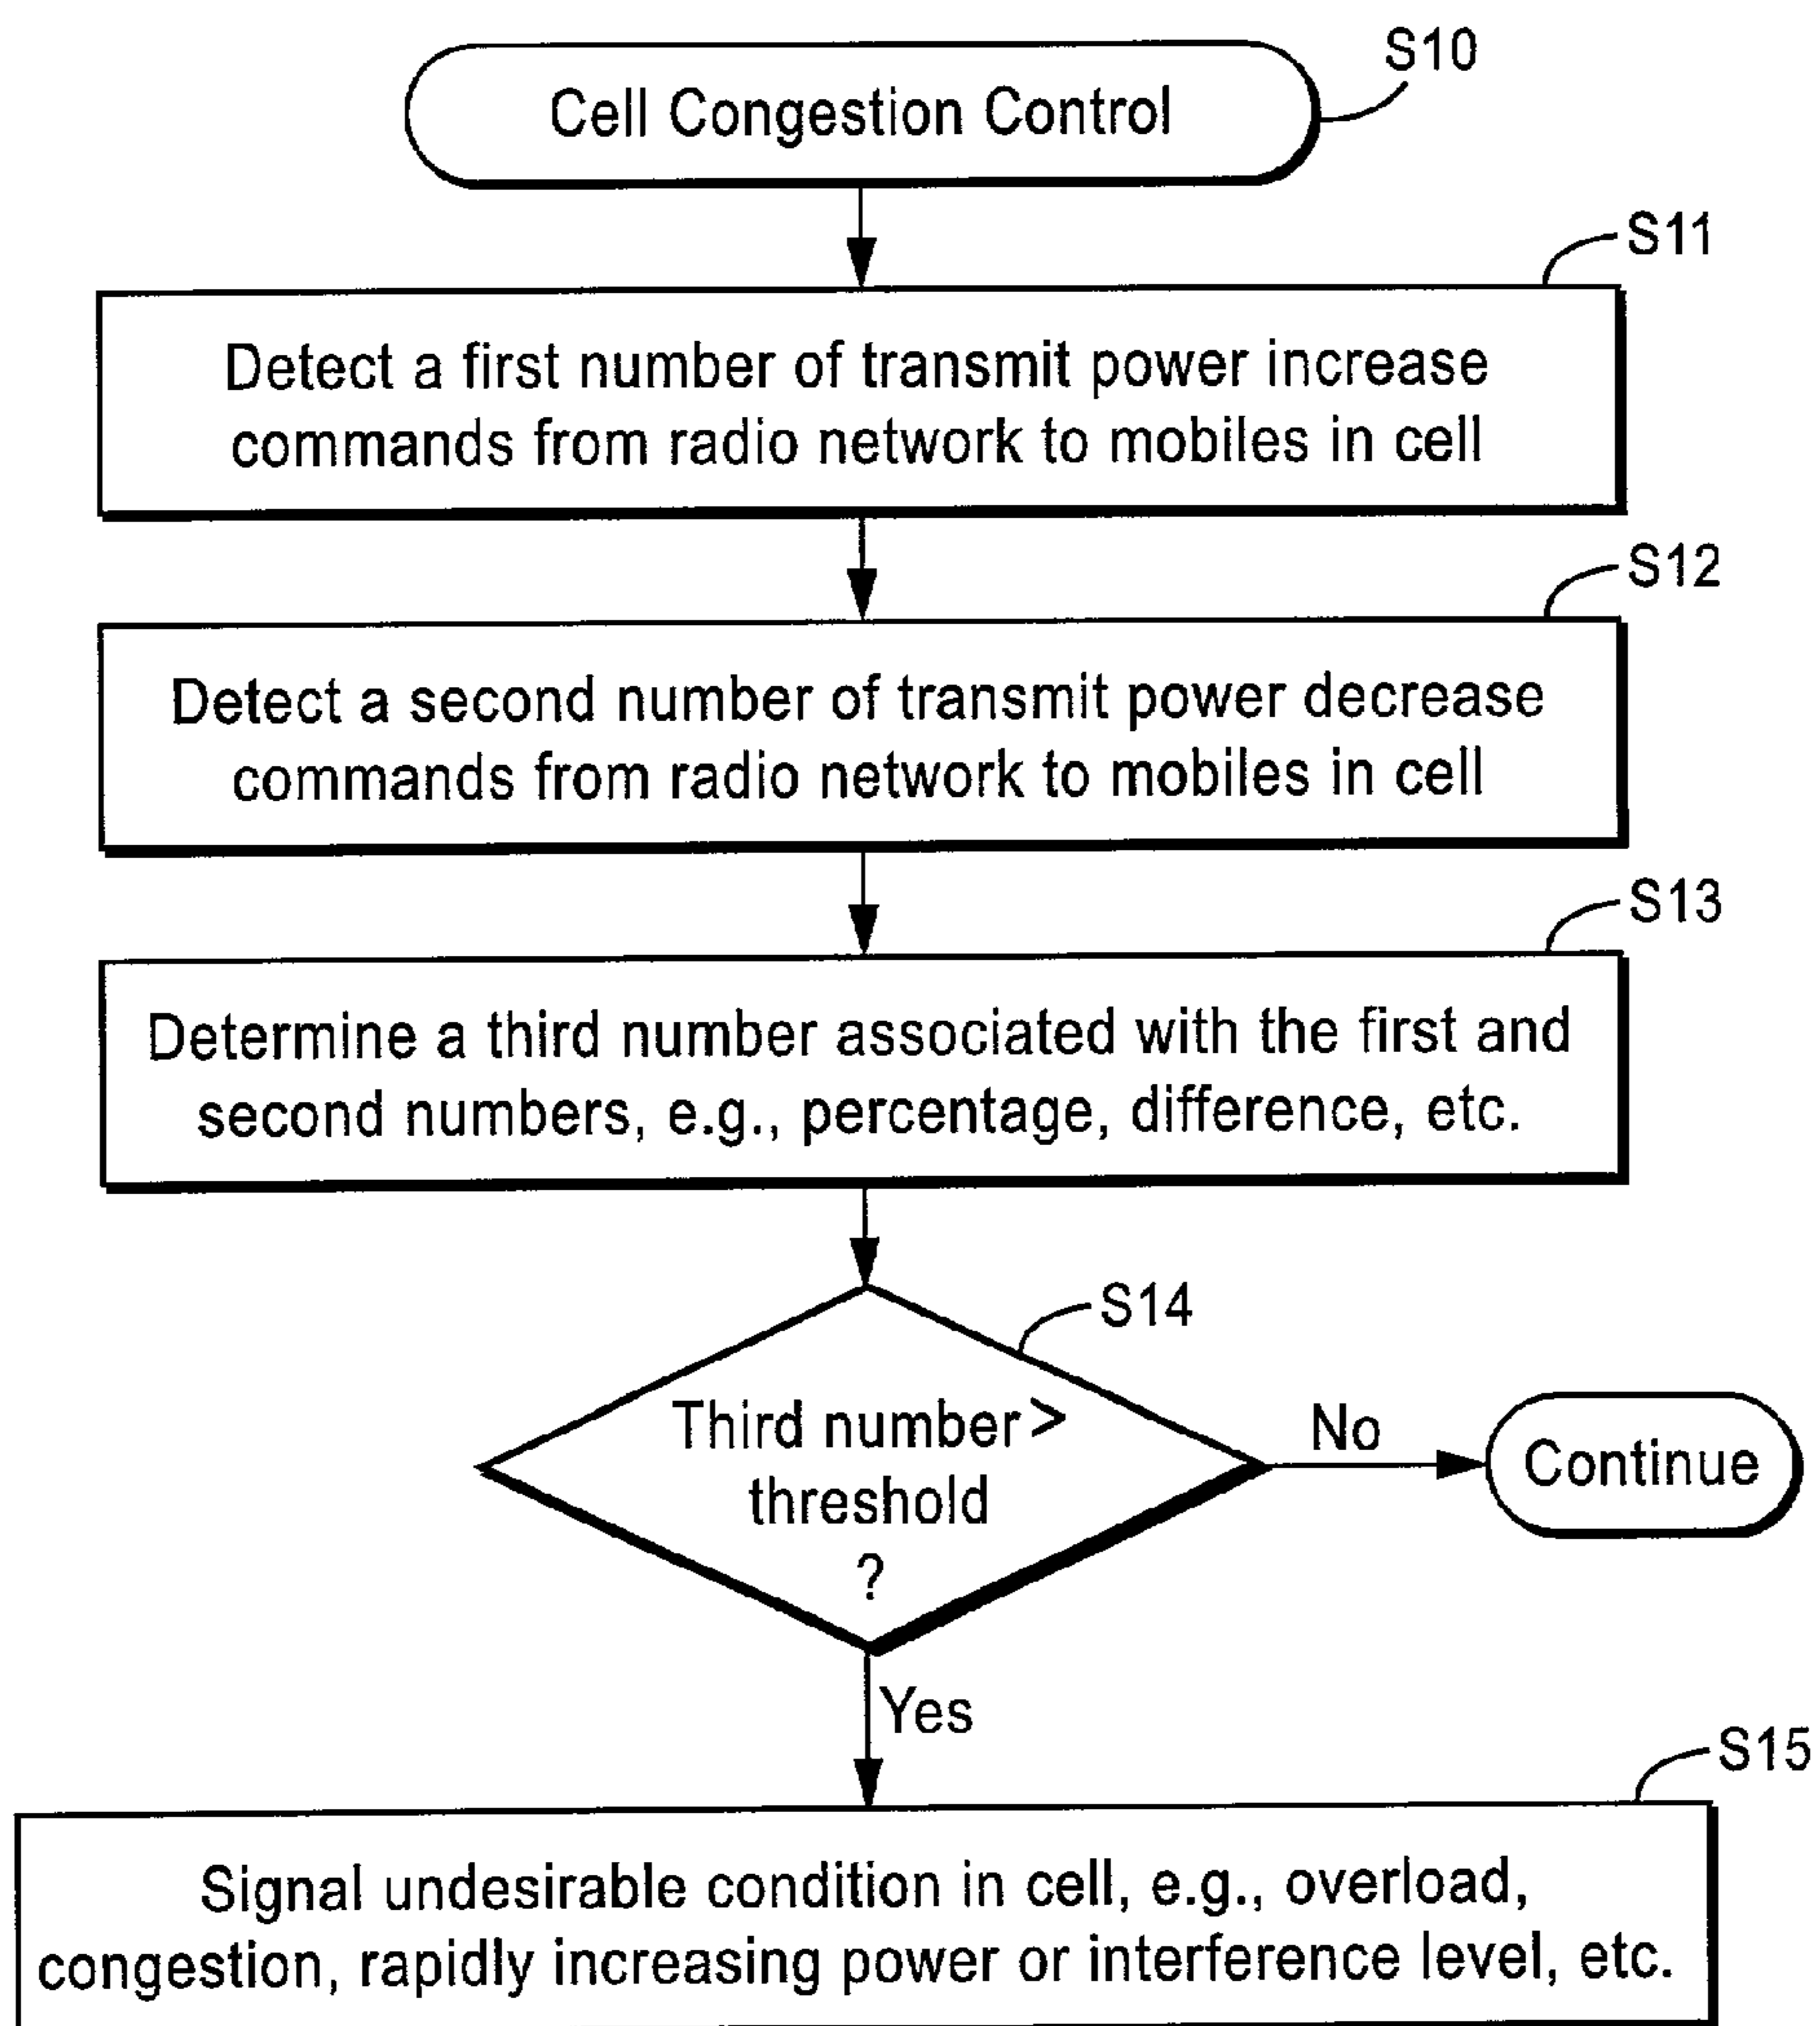 S10
Cell Congestion Control
S11
Detect a first number of transmit power increase
commands from radio network to mobiles in cell
S12
Detect a second number of transmit power decrease
commands from radio network to mobiles in cell
S13
Determine a third number associated with the first and
second numbers, e.g., percentage, difference, etc.
S14
Third number >
threshold
?
No
Continue
Yes
S15
Signal undesirable condition in cell, e.g., overload,
congestion, rapidly increasing power or interference level, etc.